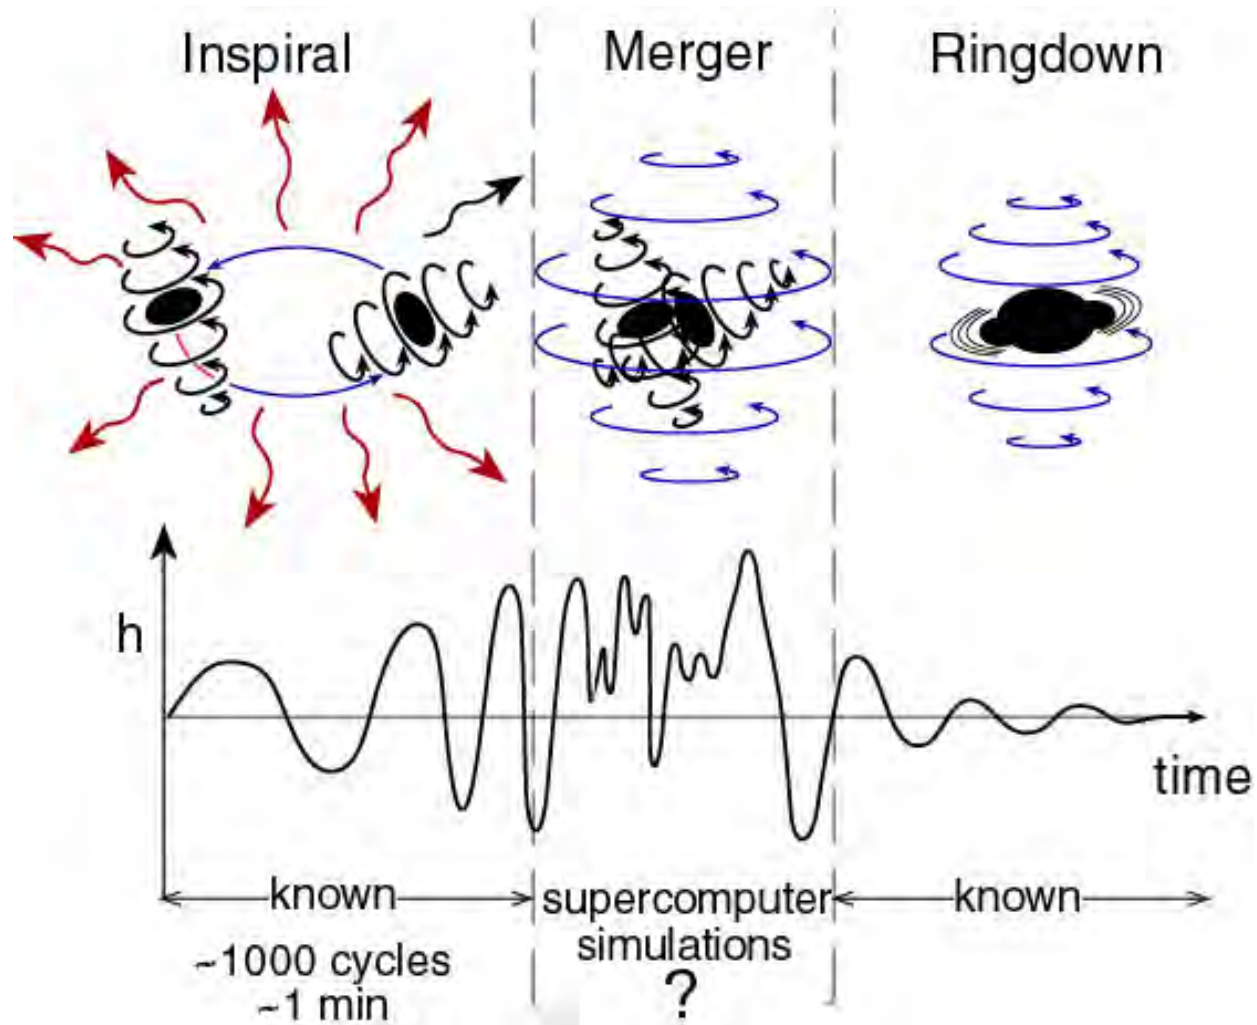 Inspiral
Merger
Ringdown
h
time
known
supercomputer
simulations
?
known
~1000 cycles
~1 min